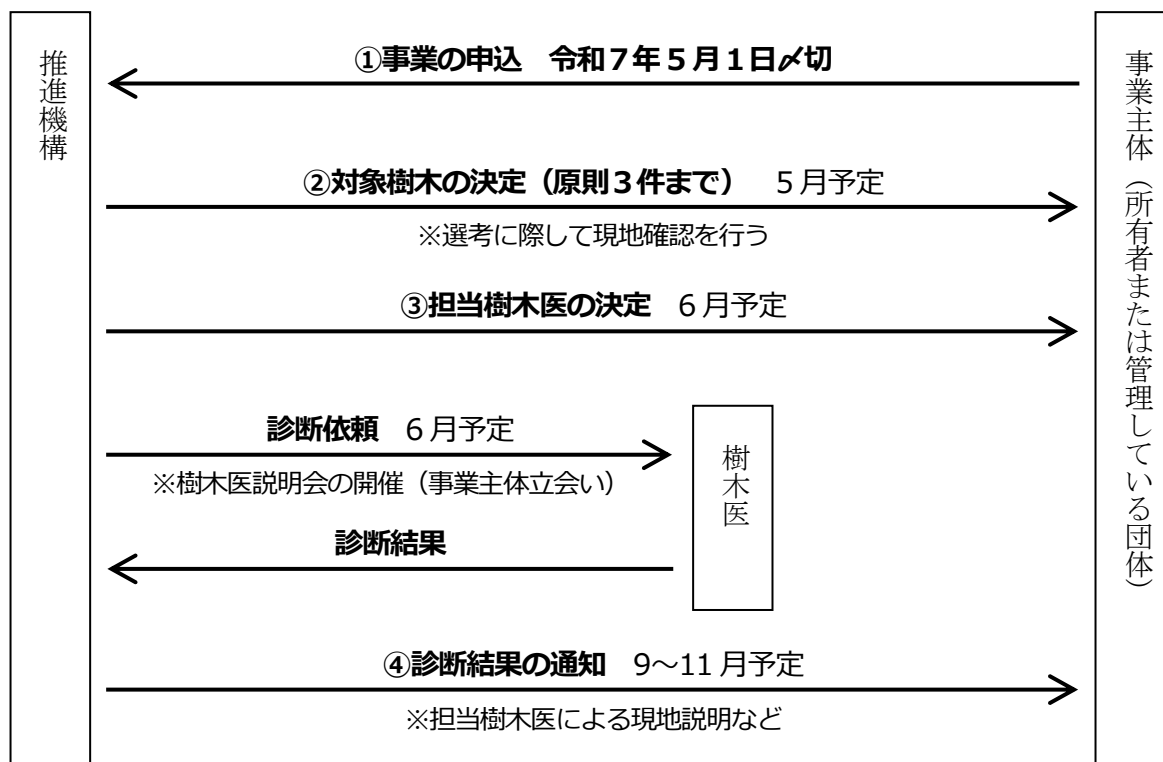 推進機構
①事業の申込　令和７年５月１日〆切
②対象樹木の決定（原則３件まで）　５月予定
※選考に際して現地確認を行う
③担当樹木医の決定　６月予定
診断依頼　６月予定
※樹木医説明会の開催（事業主体立会い）
樹木医
診断結果
④診断結果の通知　9～11月予定
※担当樹木医による現地説明など
事業主体（所有者または管理している団体）